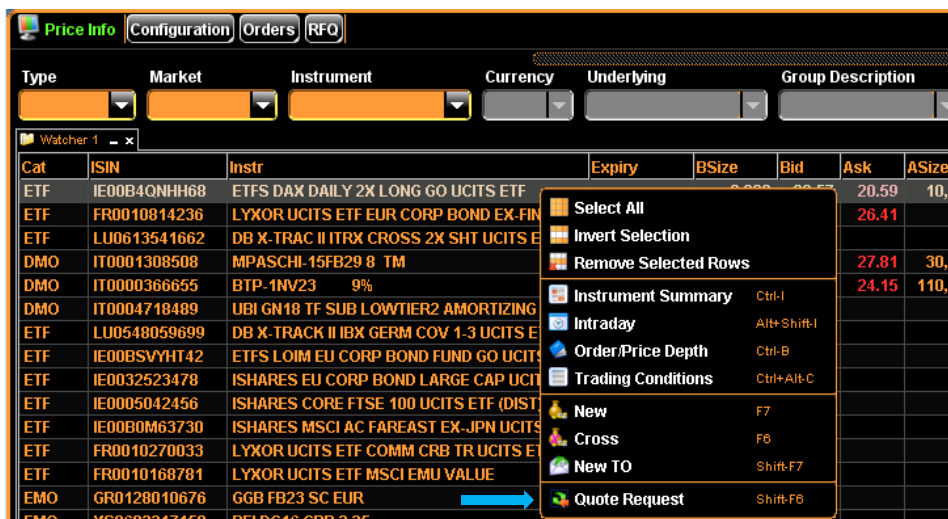 Price Info Configuration Orders RFQ
Type Market Instrument Currency Underlying Group Description
Watcher 1
Cat ISIN Instr Expiry BSize Bid Ask ASize
ETF IE00B4QNHH68 ETFS DAX DAILY 2X LONG GO UCITS ETF 20.59 10,
Select All
ETF FR0010814236 LYXOR UCITS ETF EUR CORP BOND EX-FIN 26.41
Invert Selection
ETF LU0613541662 DB X-TRAC II ITRX CROSS 2X SHT UCITS E
Remove Selected Rows
DMO IT0001308508 MPASCHI-15FB29 8 TM 27.81 30,
DMO IT0000366655 BTP-1NV23 9% 24.15 110,
Instrument Summary Ctrl-I
DMO IT0004718489 UBI GN18 TF SUB LOWTIER2 AMORTIZING
Intraday Alt+Shift-I
ETF LU0548059699 DB X-TRACK II IBX GERM COV 1-3 UCITS ET
Order/Price Depth Ctrl-B
ETF IE00BSVYHT42 ETFS LOIM EU CORP BOND FUND GO UCITS
Trading Conditions Ctrl+Alt-C
ETF IE0032523478 ISHARES EU CORP BOND LARGE CAP UCIT
ETF IE0005042456 ISHARES CORE FTSE 100 UCITS ETF (DIST)
New F7
ETF IE00B0M63730 ISHARES MSCI AC FAREAST EX-JPN UCITS
Cross F6
ETF FR0010270033 LYXOR UCITS ETF COMM CRB TR UCITS ET
New TO Shift-F7
ETF FR0010168781 LYXOR UCITS ETF MSCI EMU VALUE
EMO GR0128010676 GGB FB23 SC EUR
Quote Request Shift-F6